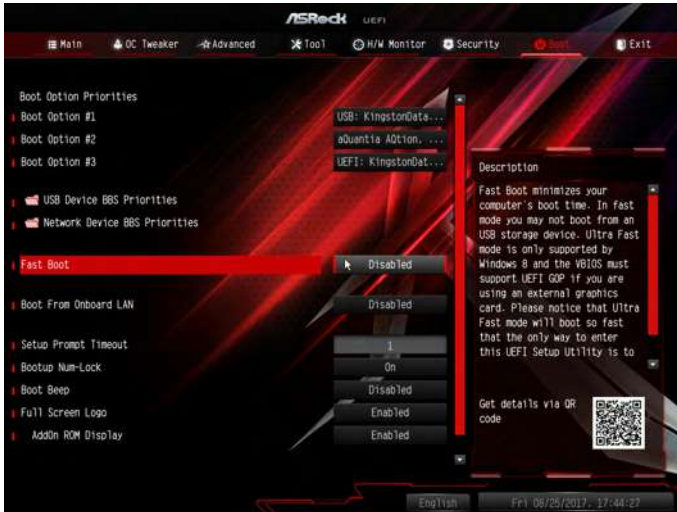 ASRock UEFI
Main
OC Tweaker
Advanced
Tool
H/W Monitor
Security
Boot
Exit
Boot Option Priorities
Boot Option #1
USB: KingstonData...
Boot Option #2
aQuantia AQtion. ...
Boot Option #3
UEFI: KingstonDat...
USB Device BBS Priorities
Network Device BBS Priorities
Fast Boot
Disabled
Boot From Onboard LAN
Disabled
Setup Prompt Timeout
1
Bootup Num-Lock
On
Boot Beep
Disabled
Full Screen Logo
Enabled
AddOn ROM Display
Enabled
Description
Fast Boot minimizes your
computer's boot time. In fast
mode you may not boot from an
USB storage device. Ultra Fast
mode is only supported by
Windows 8 and the VBIOS must
support UEFI GOP if you are
using an external graphics
card. Please notice that Ultra
Fast mode will boot so fast
that the only way to enter
this UEFI Setup Utility is to
Get details via QR
code
English
Fri 08/25/2017, 17:44:27